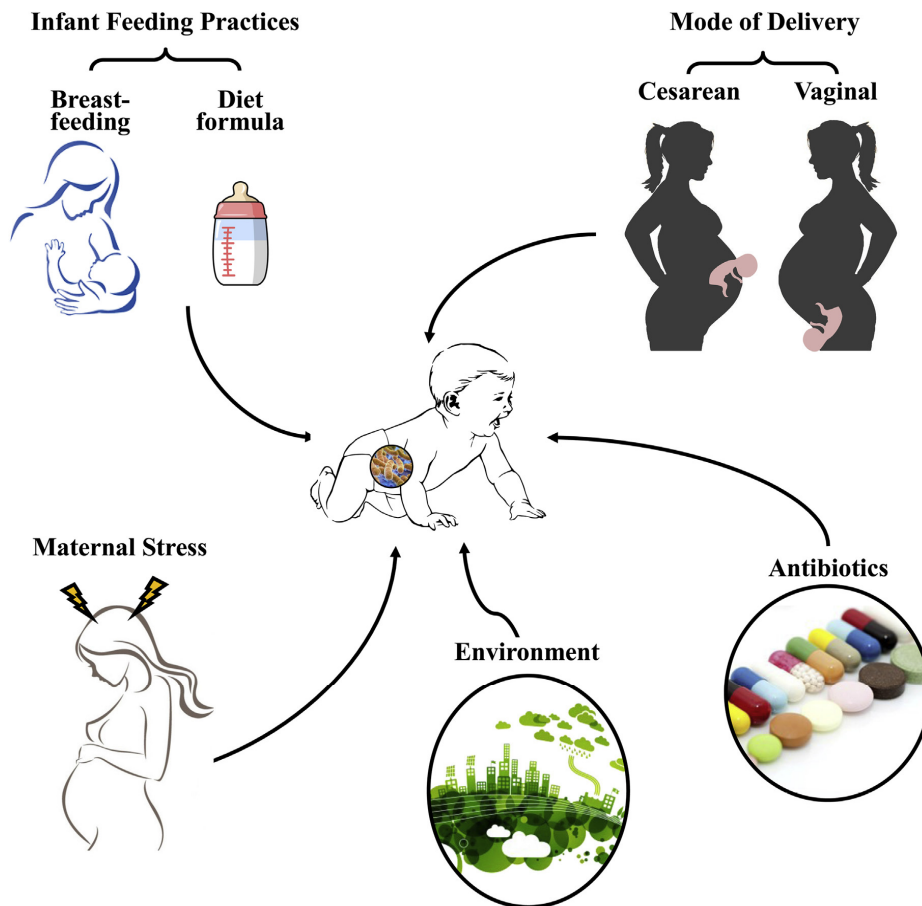 Infant Feeding Practices
Breast-
feeding
Diet
formula
Mode of Delivery
Cesarean
Vaginal
Maternal Stress
Environment
Antibiotics